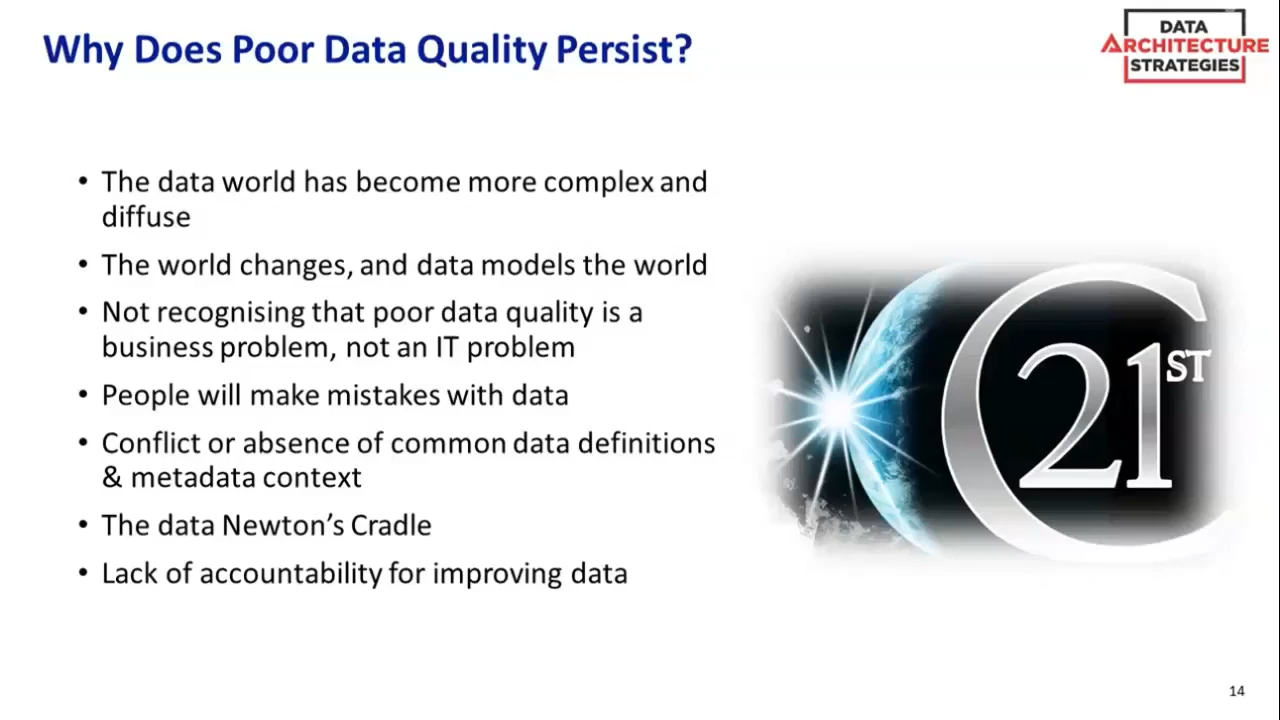 Why Does Poor Data Quality Persist?
DATA
ARCHITECTURE
STRATEGIES
• The data world has become more complex and
diffuse
• The world changes, and data models the world
• Not recognising that poor data quality is a
business problem, not an IT problem
• People will make mistakes with data
• Conflict or absence of common data definitions
& metadata context
• The data Newton’s Cradle
• Lack of accountability for improving data
C 21ST
14